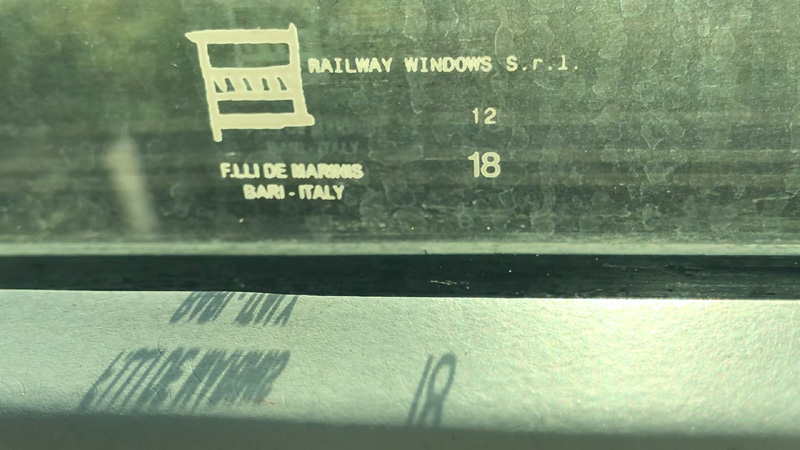 RAILWAY WINDOWS S.r.l.
12
18
F.LLI DE MARINIS
BARI - ITALY